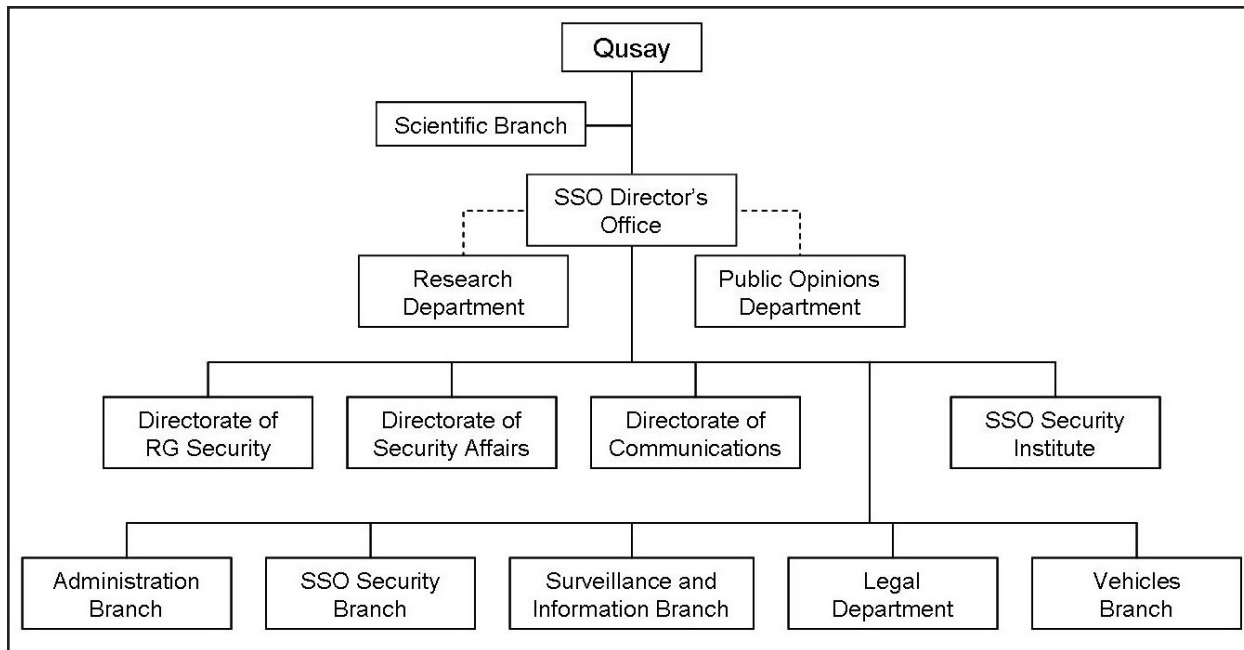 Qusay
Scientific Branch
SSO Director's
Office
Research
Department
Public Opinions
Department
Directorate of
RG Security
Directorate of
Security Affairs
Directorate of
Communications
SSO Security
Institute
Administration
Branch
SSO Security
Branch
Surveillance and
Information Branch
Legal
Department
Vehicles
Branch